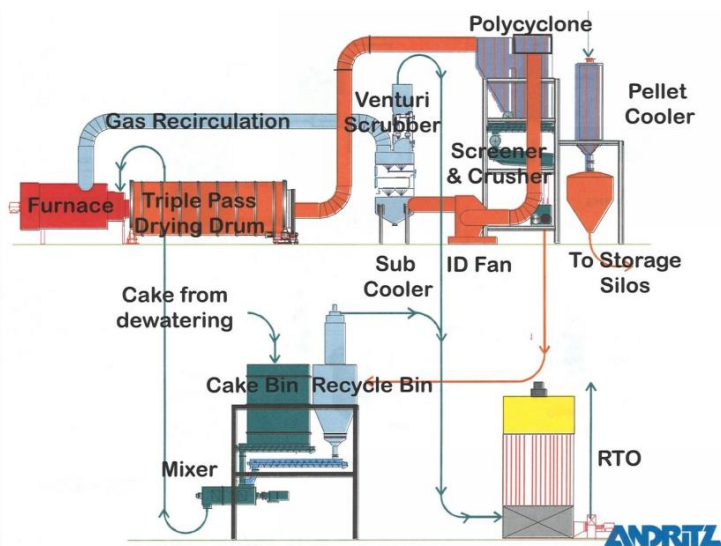 Polycyclone
Venturi
Scrubber
Pellet
Cooler
Gas Recirculation
Screener
& Crusher
Furnace
Triple Pass
Drying Drum
Sub
Cooler
ID Fan
To Storage
Silos
Cake from
dewatering
Cake Bin
Recycle Bin
Mixer
RTO
ANDRITZ